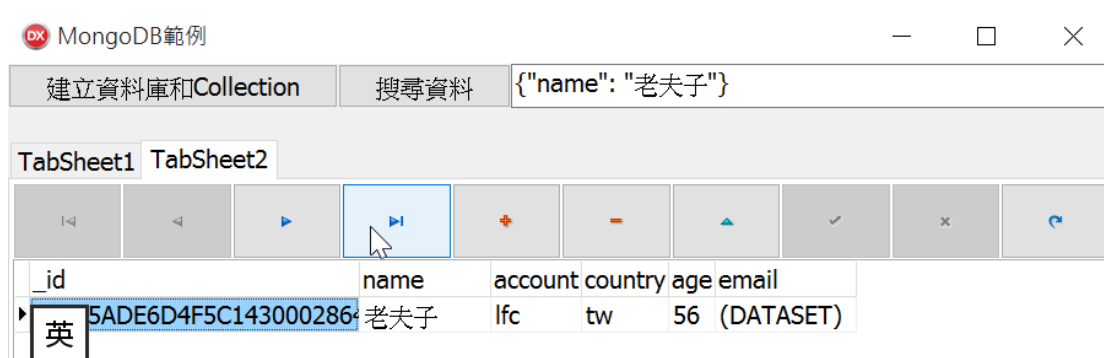 MongoDB範例
建立資料庫和Collection 搜尋資料 {"name": "老夫子"}
TabSheet1 TabSheet2
_id name account country age email
5ADE6D4F5C14300028 老夫子 lfc tw 56 (DATASET)
英